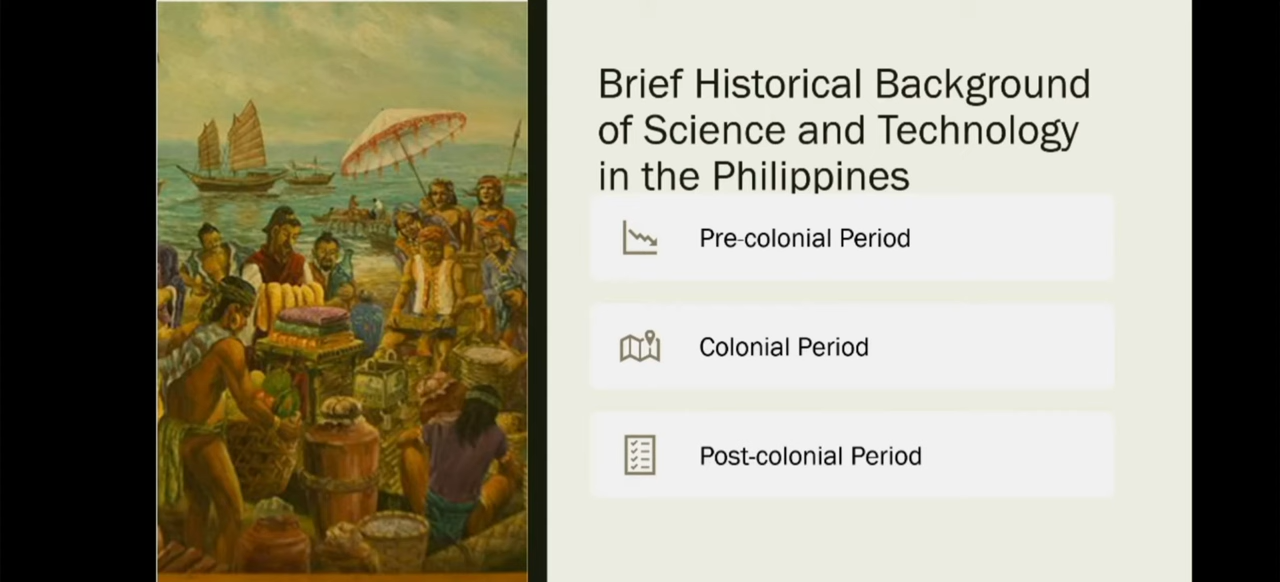 Brief Historical Background
of Science and Technology
in the Philippines
Pre-colonial Period
Colonial Period
Post-colonial Period